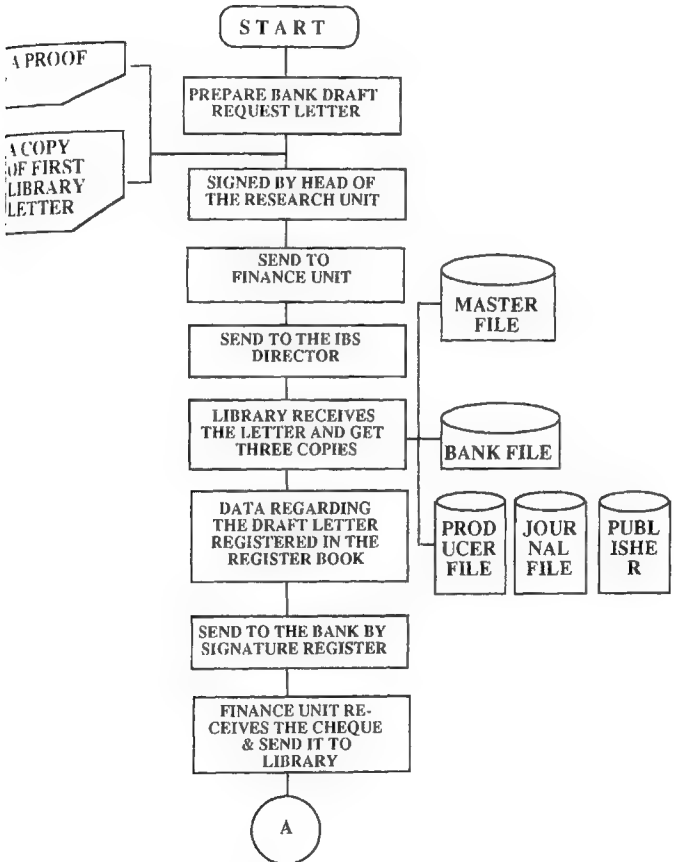 START
A PROOF
PREPARE BANK DRAFT
REQUEST LETTER
A COPY
OF FIRST
LIBRARY
LETTER
SIGNED BY HEAD OF
THE RESEARCH UNIT
SEND TO
FINANCE UNIT
SEND TO THE IBS
DIRECTOR
MASTER
FILE
LIBRARY RECEIVES
THE LETTER AND GET
THREE COPIES
BANK FILE
DATA REGARDING
THE DRAFT LETTER
REGISTERED IN THE
REGISTER BOOK
PROD
UCER
FILE
JOUR
NAL
FILE
PUBL
ISHE
R
SEND TO THE BANK BY
SIGNATURE REGISTER
FINANCE UNIT RE-
CEIVES THE CHEQUE
& SEND IT TO
LIBRARY
A